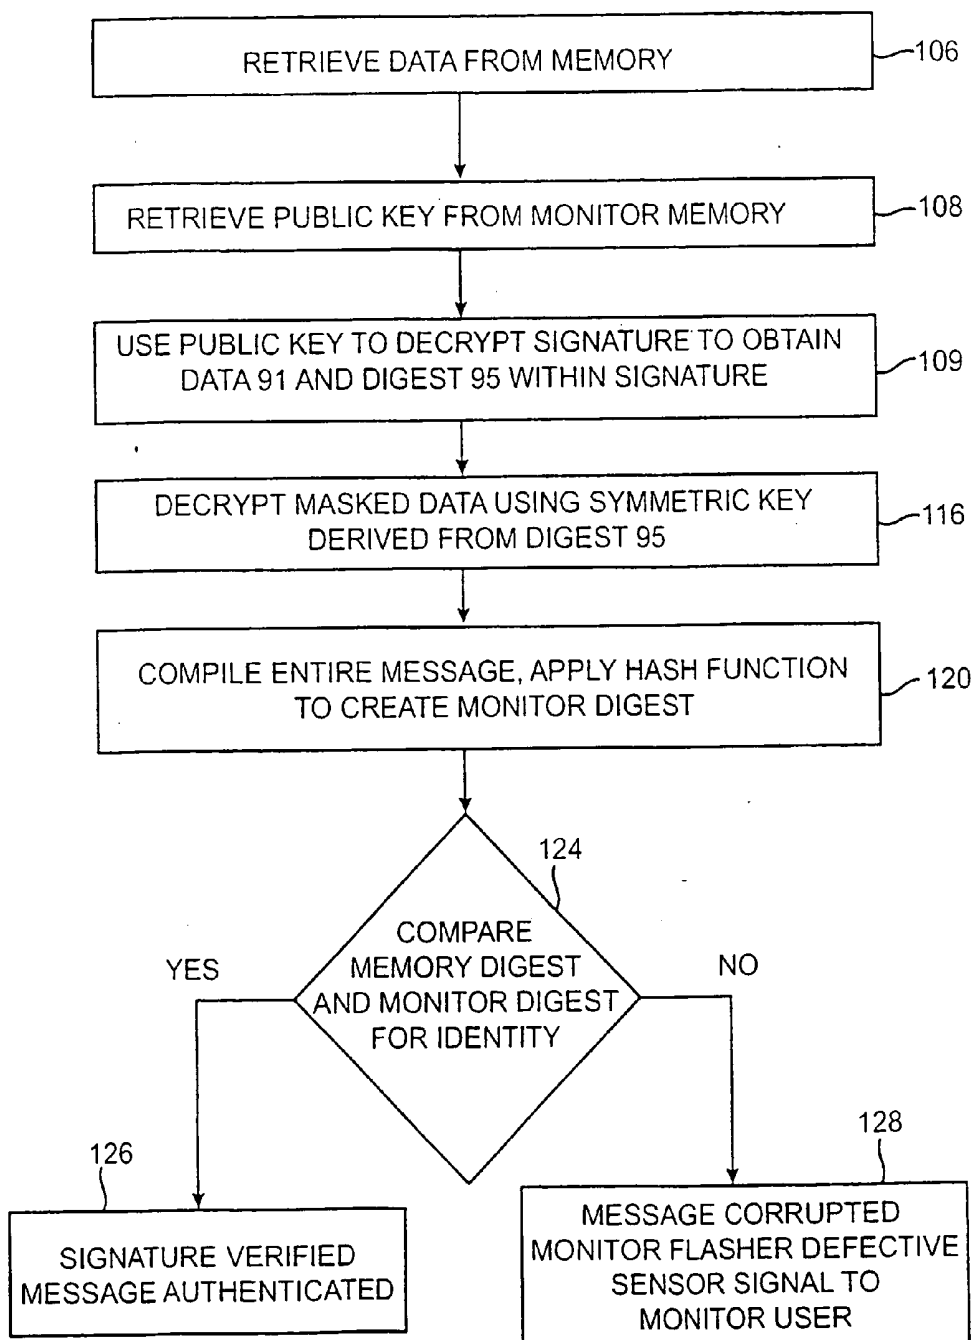 RETRIEVE DATA FROM MEMORY
106
RETRIEVE PUBLIC KEY FROM MONITOR MEMORY
108
USE PUBLIC KEY TO DECRYPT SIGNATURE TO OBTAIN
DATA 91 AND DIGEST 95 WITHIN SIGNATURE
109
DECRYPT MASKED DATA USING SYMMETRIC KEY
DERIVED FROM DIGEST 95
116
COMPILE ENTIRE MESSAGE, APPLY HASH FUNCTION
TO CREATE MONITOR DIGEST
120
124
COMPARE
MEMORY DIGEST
AND MONITOR DIGEST
FOR IDENTITY
YES
NO
126
SIGNATURE VERIFIED
MESSAGE AUTHENTICATED
128
MESSAGE CORRUPTED
MONITOR FLASHER DEFECTIVE
SENSOR SIGNAL TO
MONITOR USER